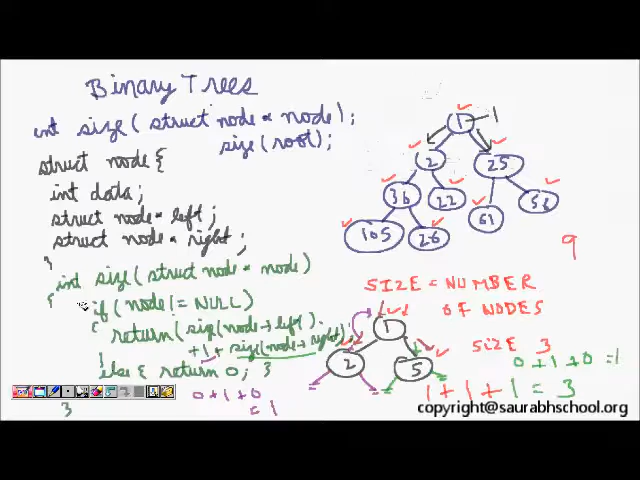 Binary Trees
int size( struct node * node);
size(root);
struct node{
int data;
struct node* left;
struct node * right;
}
int size( struct node * node)
{
if( node != NULL)
{ return( size(node→left)
+1+ size(node→right));
}
else { return 0; }
}
0+1+0
= 1
1
1
2
25
36
22
61
58
105
26
9
SIZE = NUMBER
OF NODES
1
2
5
SIZE 3
0+1+0 =1
1+1+1 = 3
copyright@saurabhschool.org